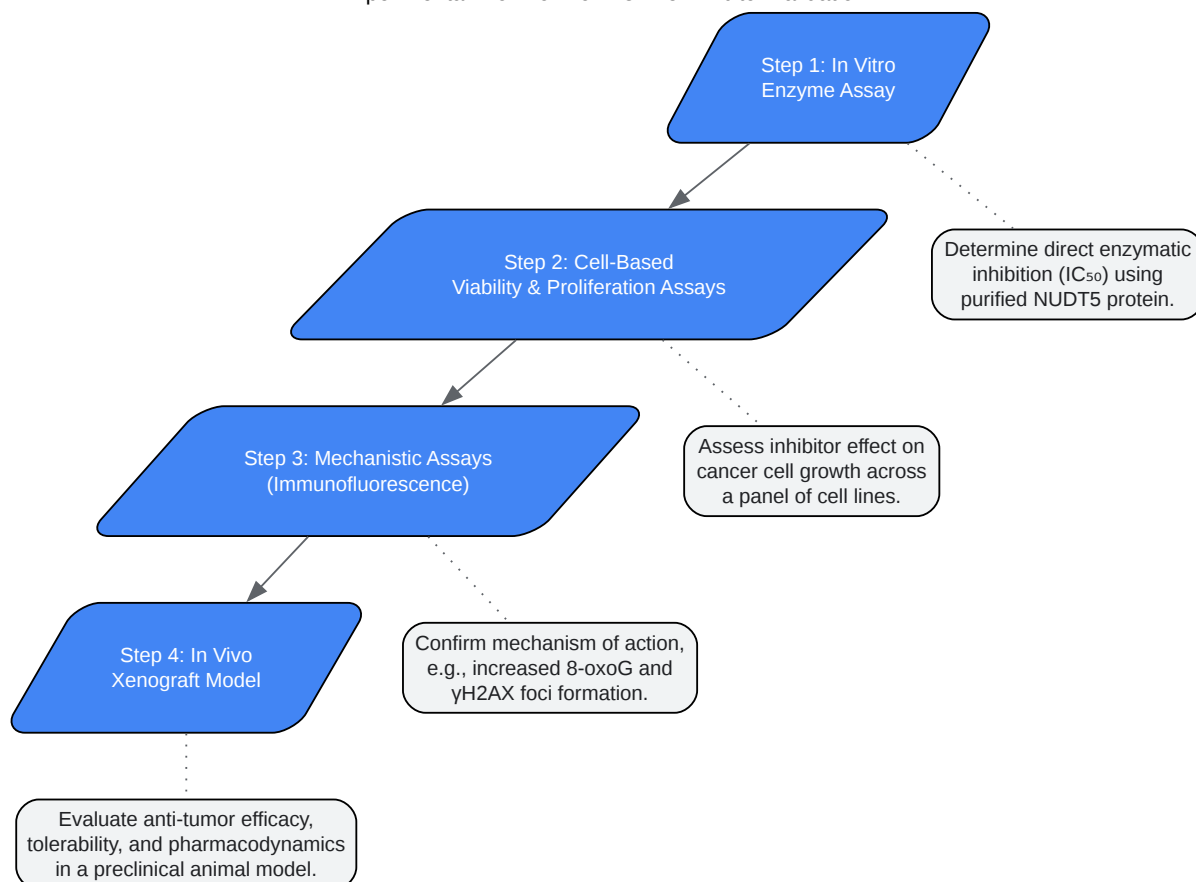 Step 1: In Vitro
Enzyme Assay
Determine direct enzymatic
inhibition (IC₅₀) using
purified NUDT5 protein.
Step 2: Cell-Based
Viability & Proliferation Assays
Assess inhibitor effect on
cancer cell growth across
a panel of cell lines.
Step 3: Mechanistic Assays
(Immunofluorescence)
Confirm mechanism of action,
e.g., increased 8-oxoG and
γH2AX foci formation.
Step 4: In Vivo
Xenograft Model
Evaluate anti-tumor efficacy,
tolerability, and pharmacodynamics
in a preclinical animal model.